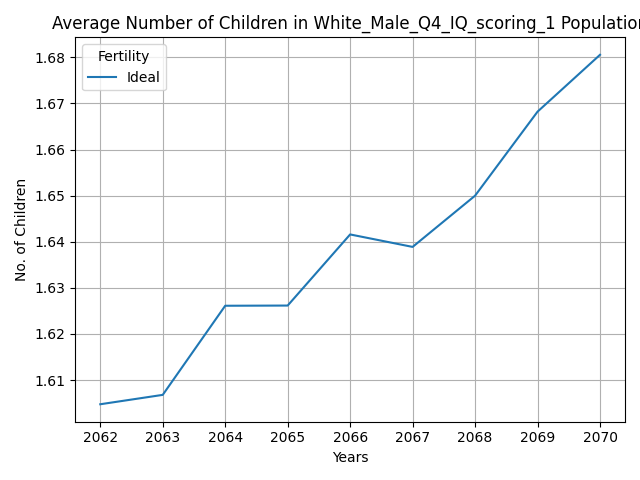 Average Number of Children in White_Male_Q4_IQ_scoring_1 Population
Fertility
Ideal
No. of Children
1.68
1.67
1.66
1.65
1.64
1.63
1.62
1.61
2062 2063 2064 2065 2066 2067 2068 2069 2070
Years